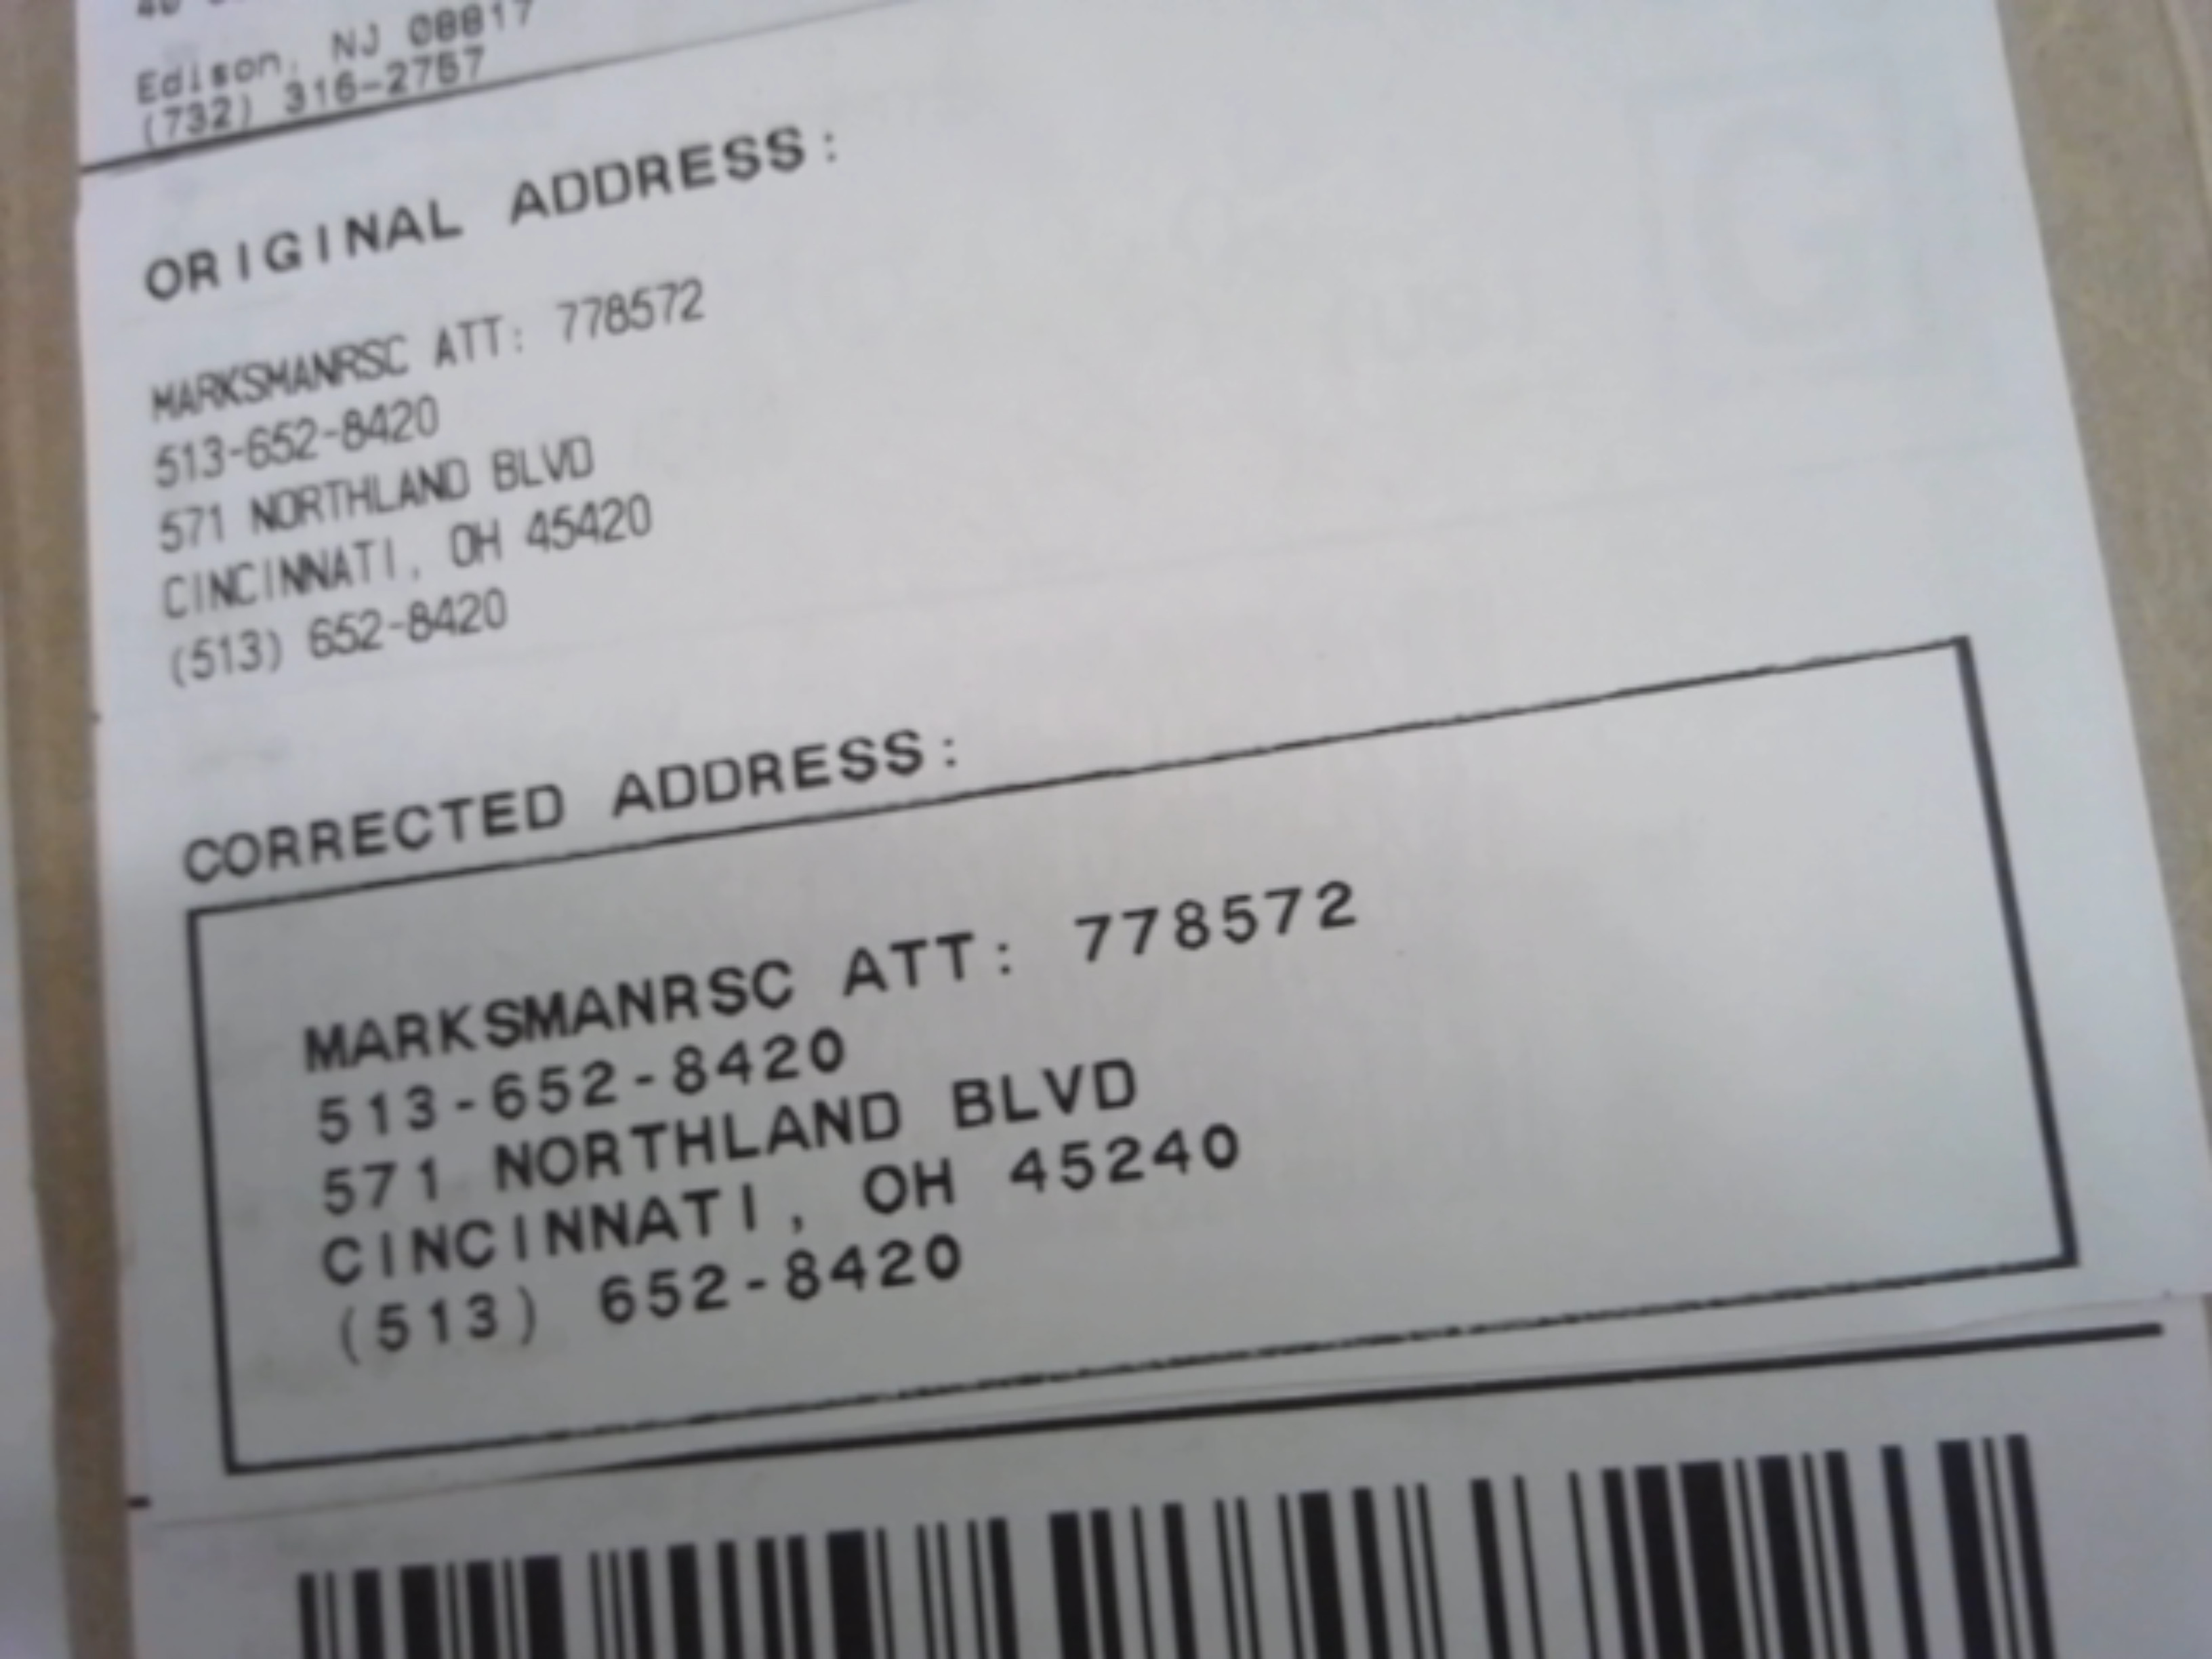 Edison, NJ 08817
(732) 316-2757
ORIGINAL ADDRESS:
MARKSMANRSC ATT: 778572
513-652-8420
571 NORTHLAND BLVD
CINCINNATI, OH 45420
(513) 652-8420
CORRECTED ADDRESS:
MARKSMANRSC ATT: 778572
513-652-8420
571 NORTHLAND BLVD
CINCINNATI, OH 45240
(513) 652-8420